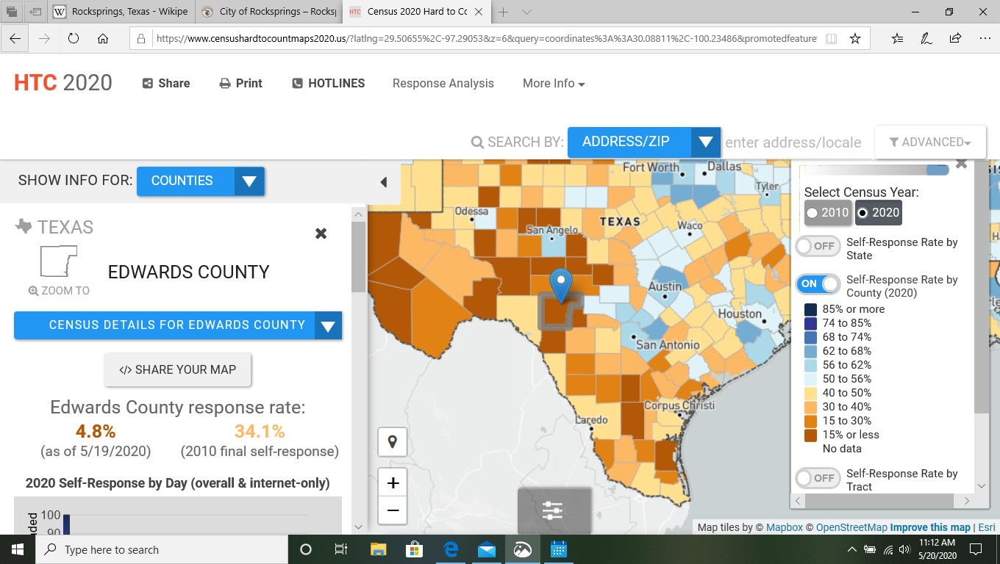 Rocksprings, Texas - Wikipe
City of Rocksprings – Rocksp
HTC Census 2020 Hard to Co
https://www.censushardtocountmaps2020.us/?latlng=29.50655%2C-97.29053&z=6&query=coordinates%3A%3A30.08811%2C-100.23486&promotedfeature
HTC 2020
Share
Print
HOTLINES
Response Analysis
More Info
SEARCH BY:
ADDRESS/ZIP
enter address/locale
ADVANCED
SHOW INFO FOR:
COUNTIES
TEXAS
EDWARDS COUNTY
ZOOM TO
CENSUS DETAILS FOR EDWARDS COUNTY
</> SHARE YOUR MAP
Edwards County response rate:
4.8% 34.1%
(as of 5/19/2020) (2010 final self-response)
2020 Self-Response by Day (overall & internet-only)
100
90
Fort Worth
Dallas
Tyler
Odessa
TEXAS
Waco
San Angelo
Austin
Houston
San Antonio
Corpus Christi
Laredo
+
−
Select Census Year:
2010
2020
OFF
Self-Response Rate by
State
ON
Self-Response Rate by
County (2020)
85% or more
74 to 85%
68 to 74%
62 to 68%
56 to 62%
50 to 56%
40 to 50%
30 to 40%
15 to 30%
15% or less
No data
OFF
Self-Response Rate by
Tract
Map tiles by © Mapbox © OpenStreetMap Improve this map | Esri
Type here to search
11:12 AM
5/20/2020